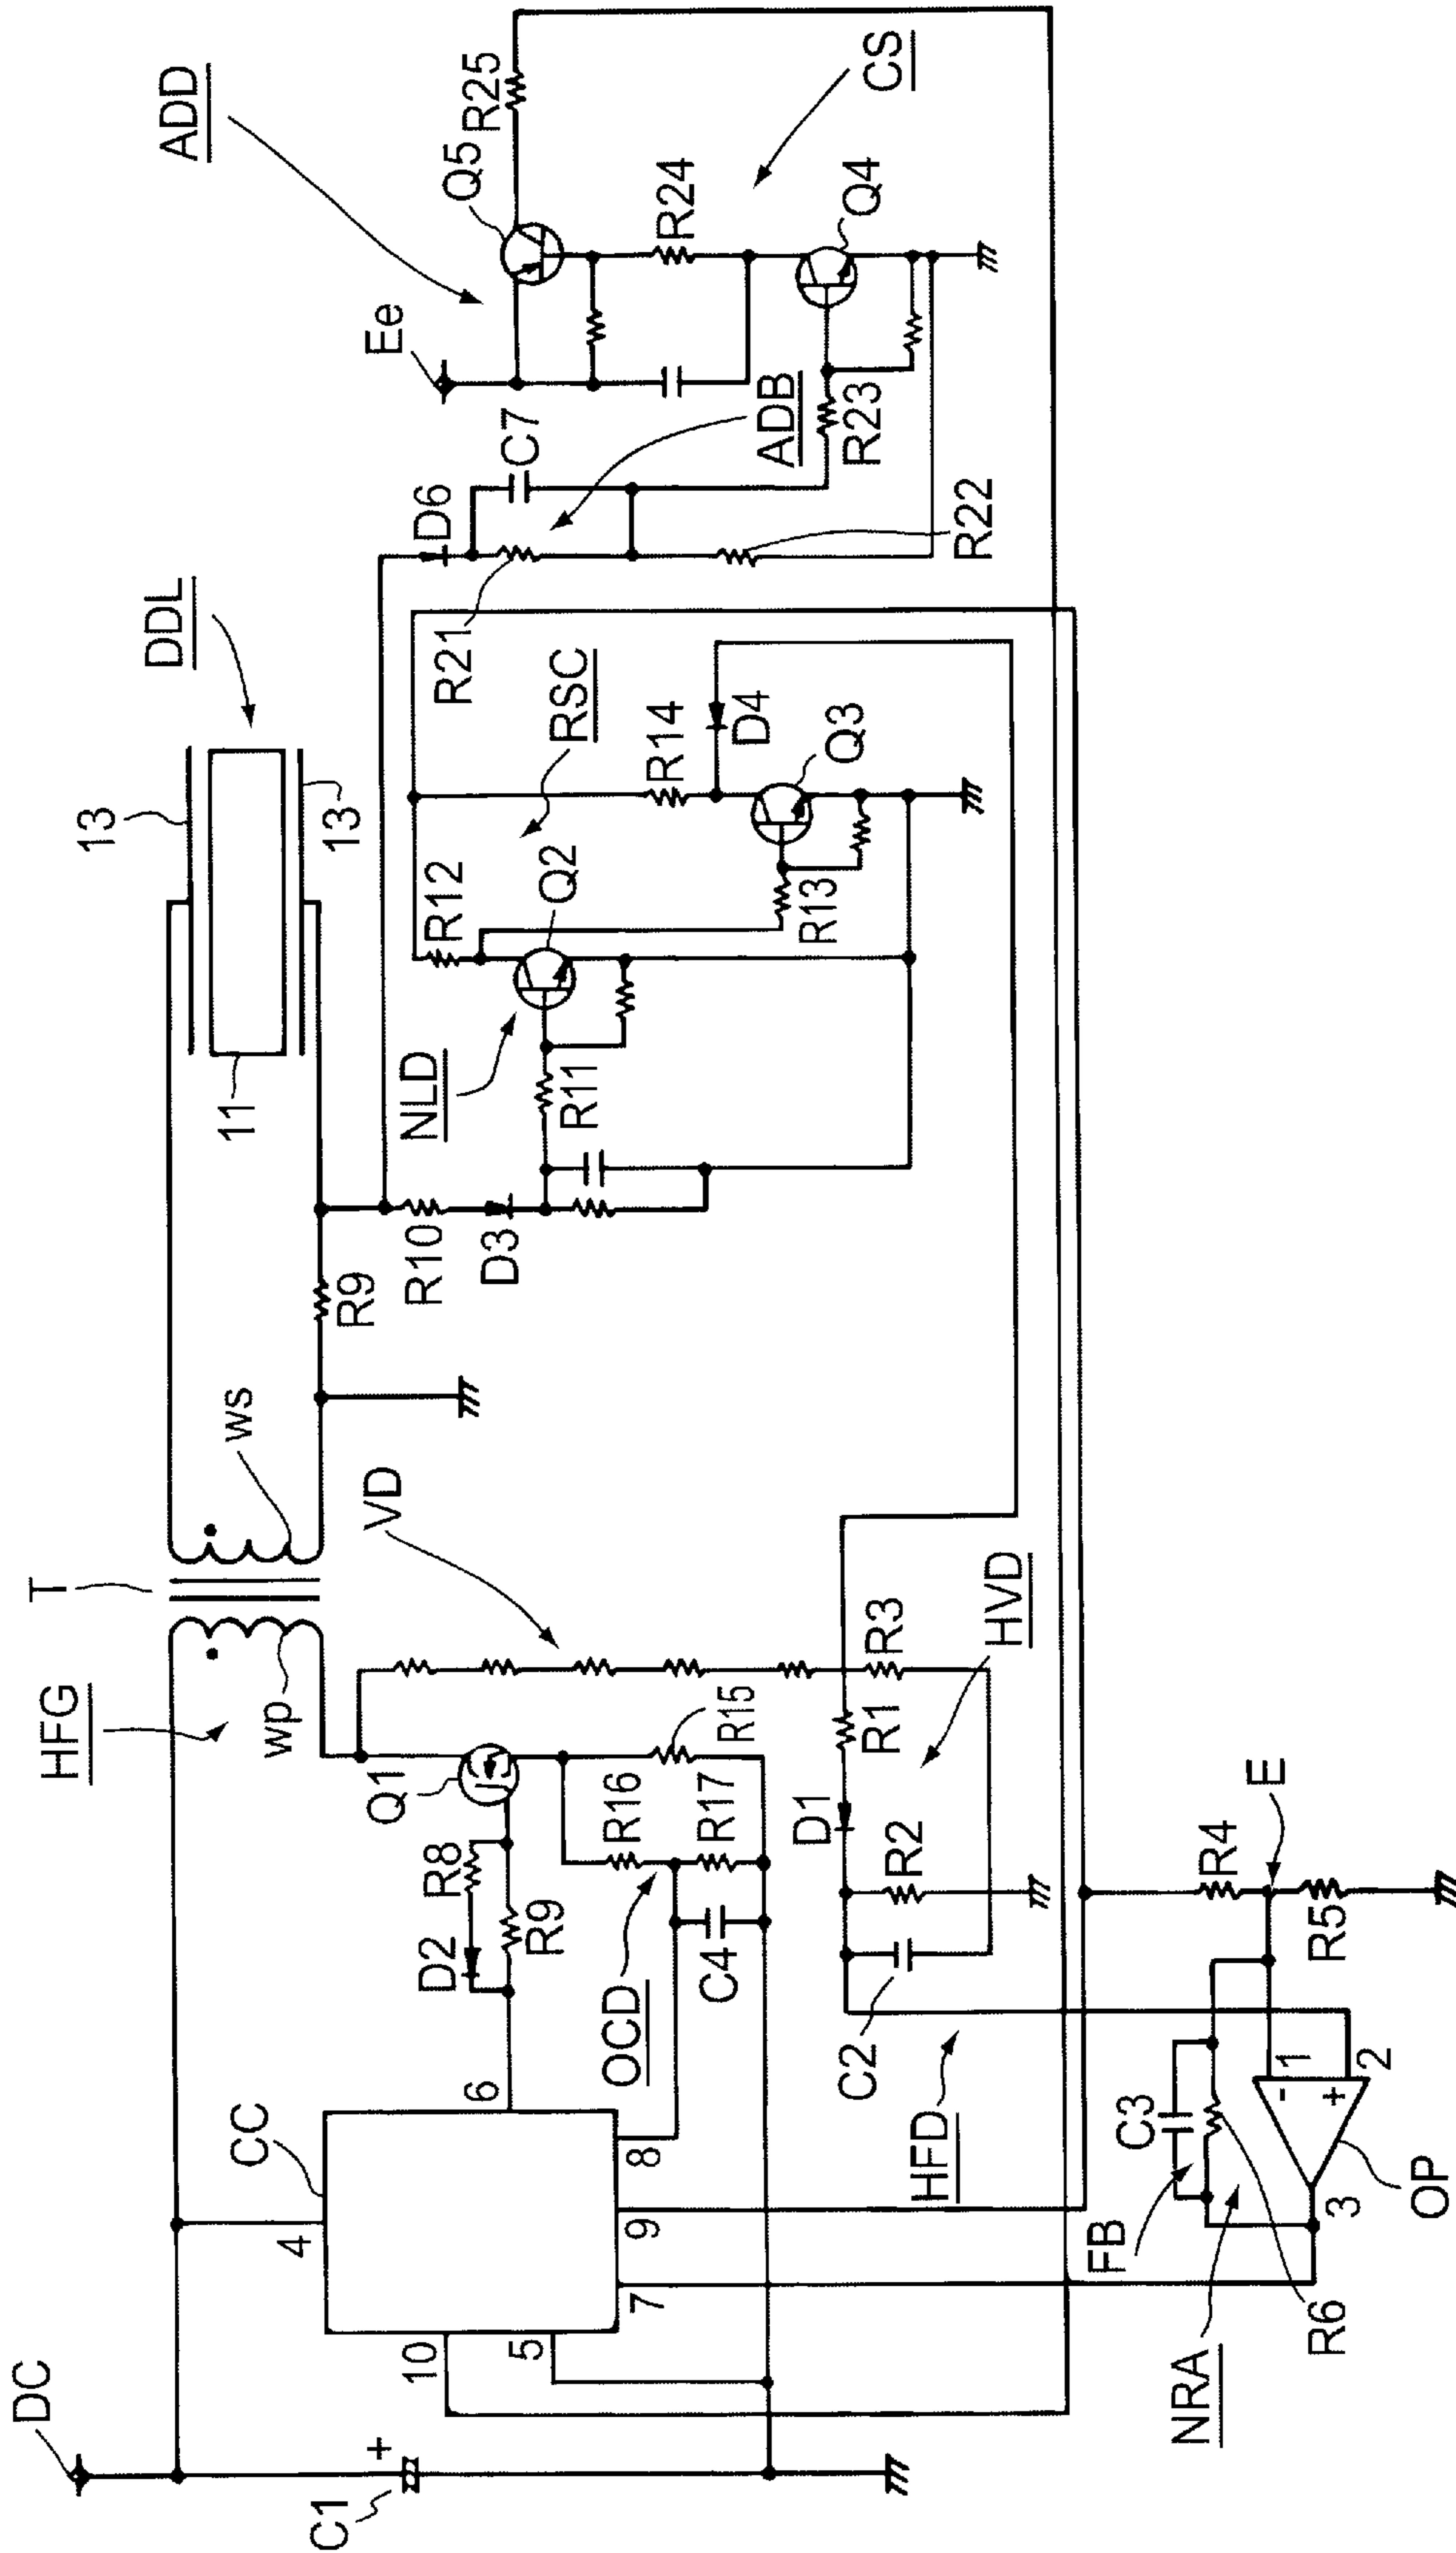 DC
C1
+
HFG
T
wp
ws
DDL
13
13
11
ADD
Ee
Q5
R25
CS
R24
Q4
R23
ADB
C7
D6
R21
R22
RSC
R12
Q2
NLD
R11
R13
R14
D4
Q3
R10
D3
R9
VD
Q1
R8
D2
R9
R16
R15
R17
OCD
C4
CC
4
6
8
9
7
5
10
D1
R1
R3
R2
HVD
C2
HFD
E
R4
R5
C3
FB
NRA
R6
-
1
+
2
3
OP